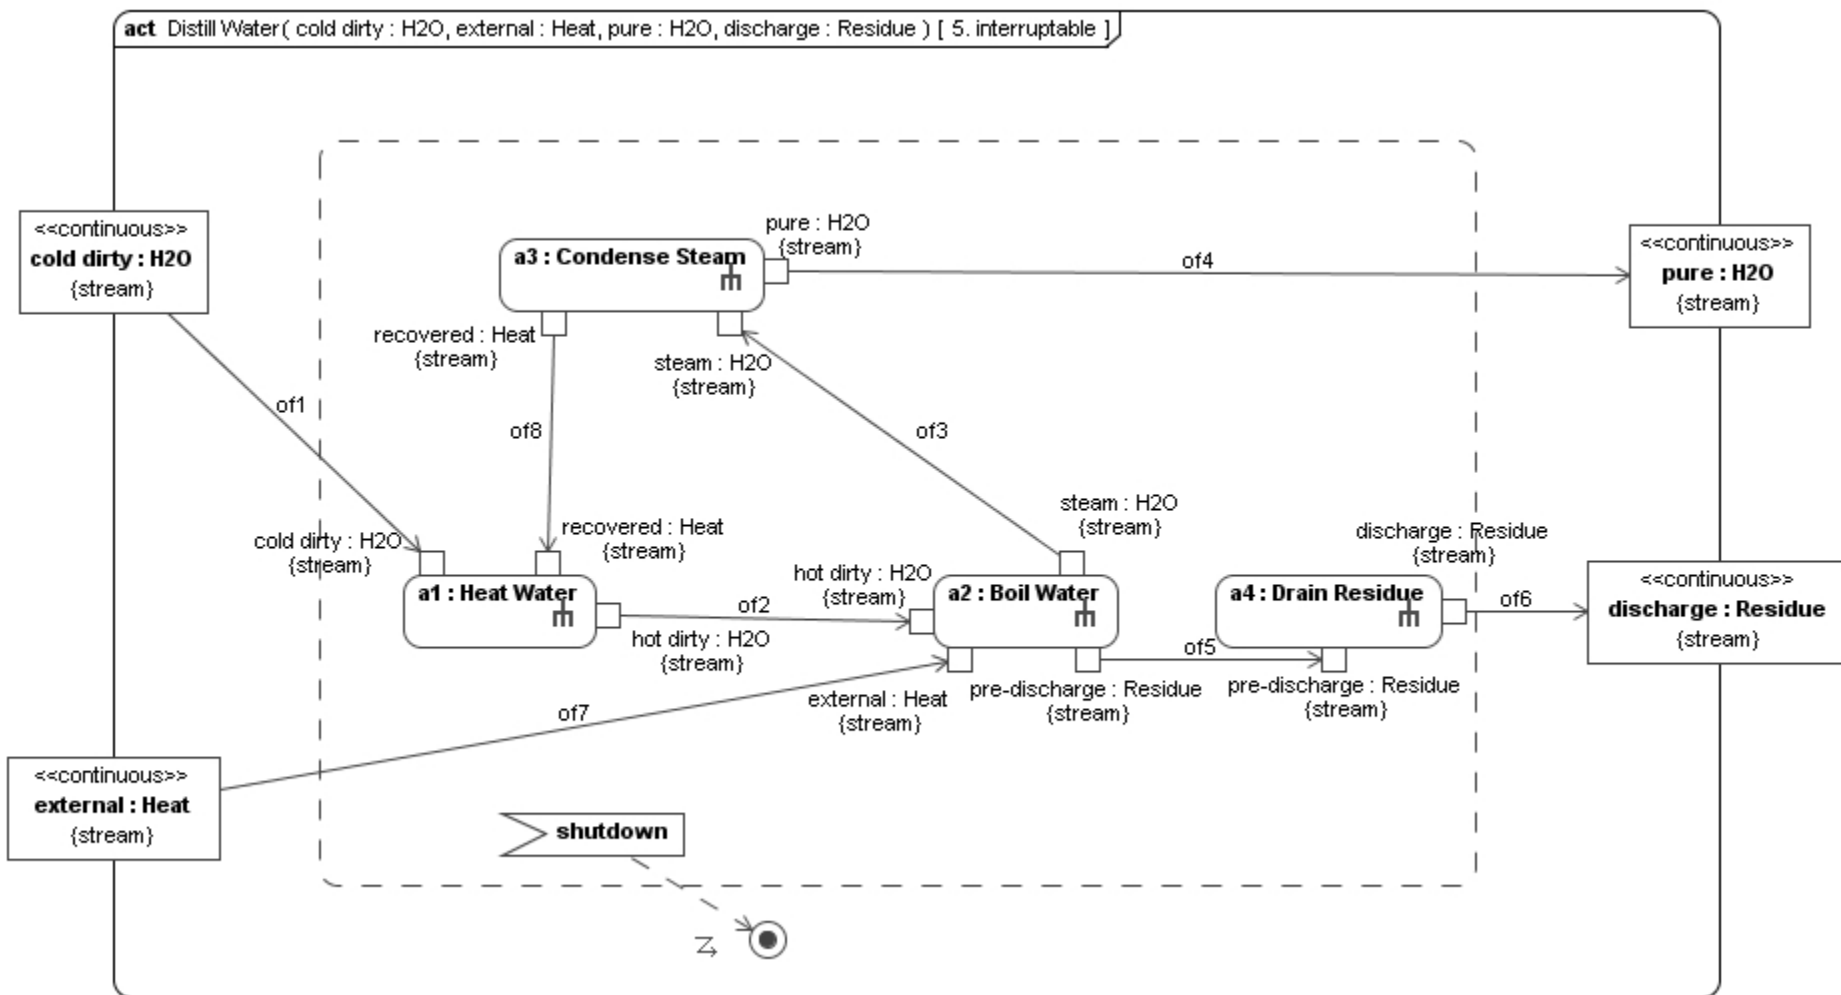 act Distill Water( cold dirty : H2O, external : Heat, pure : H2O, discharge : Residue ) [ 5. interruptable ]
<<continuous>>
cold dirty : H2O
{stream}
pure : H2O
{stream}
a3 : Condense Steam
of4
<<continuous>>
pure : H2O
{stream}
recovered : Heat
{stream}
steam : H2O
{stream}
of1
of8
of3
cold dirty : H2O
{stream}
recovered : Heat
{stream}
steam : H2O
{stream}
discharge : Residue
{stream}
a1 : Heat Water
of2
hot dirty : H2O
{stream}
hot dirty : H2O
{stream}
a2 : Boil Water
a4 : Drain Residue
of6
<<continuous>>
discharge : Residue
{stream}
of5
external : Heat
{stream}
pre-discharge : Residue
{stream}
pre-discharge : Residue
{stream}
of7
<<continuous>>
external : Heat
{stream}
shutdown